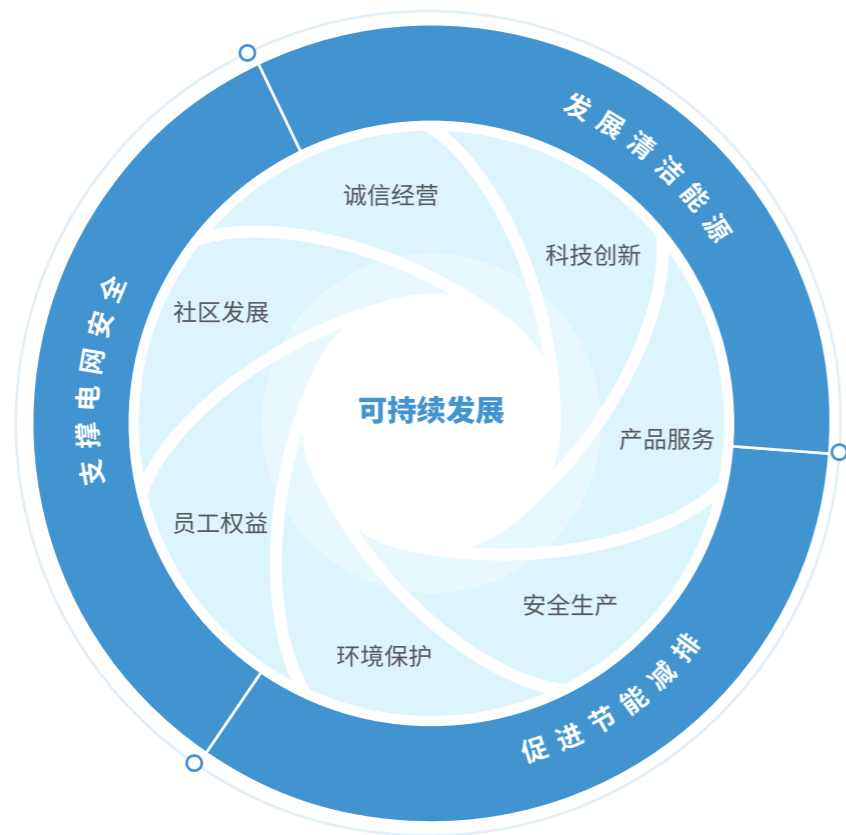 发展清洁能源
支撑电网安全
促进节能减排
诚信经营
科技创新
社区发展
可持续发展
产品服务
员工权益
安全生产
环境保护